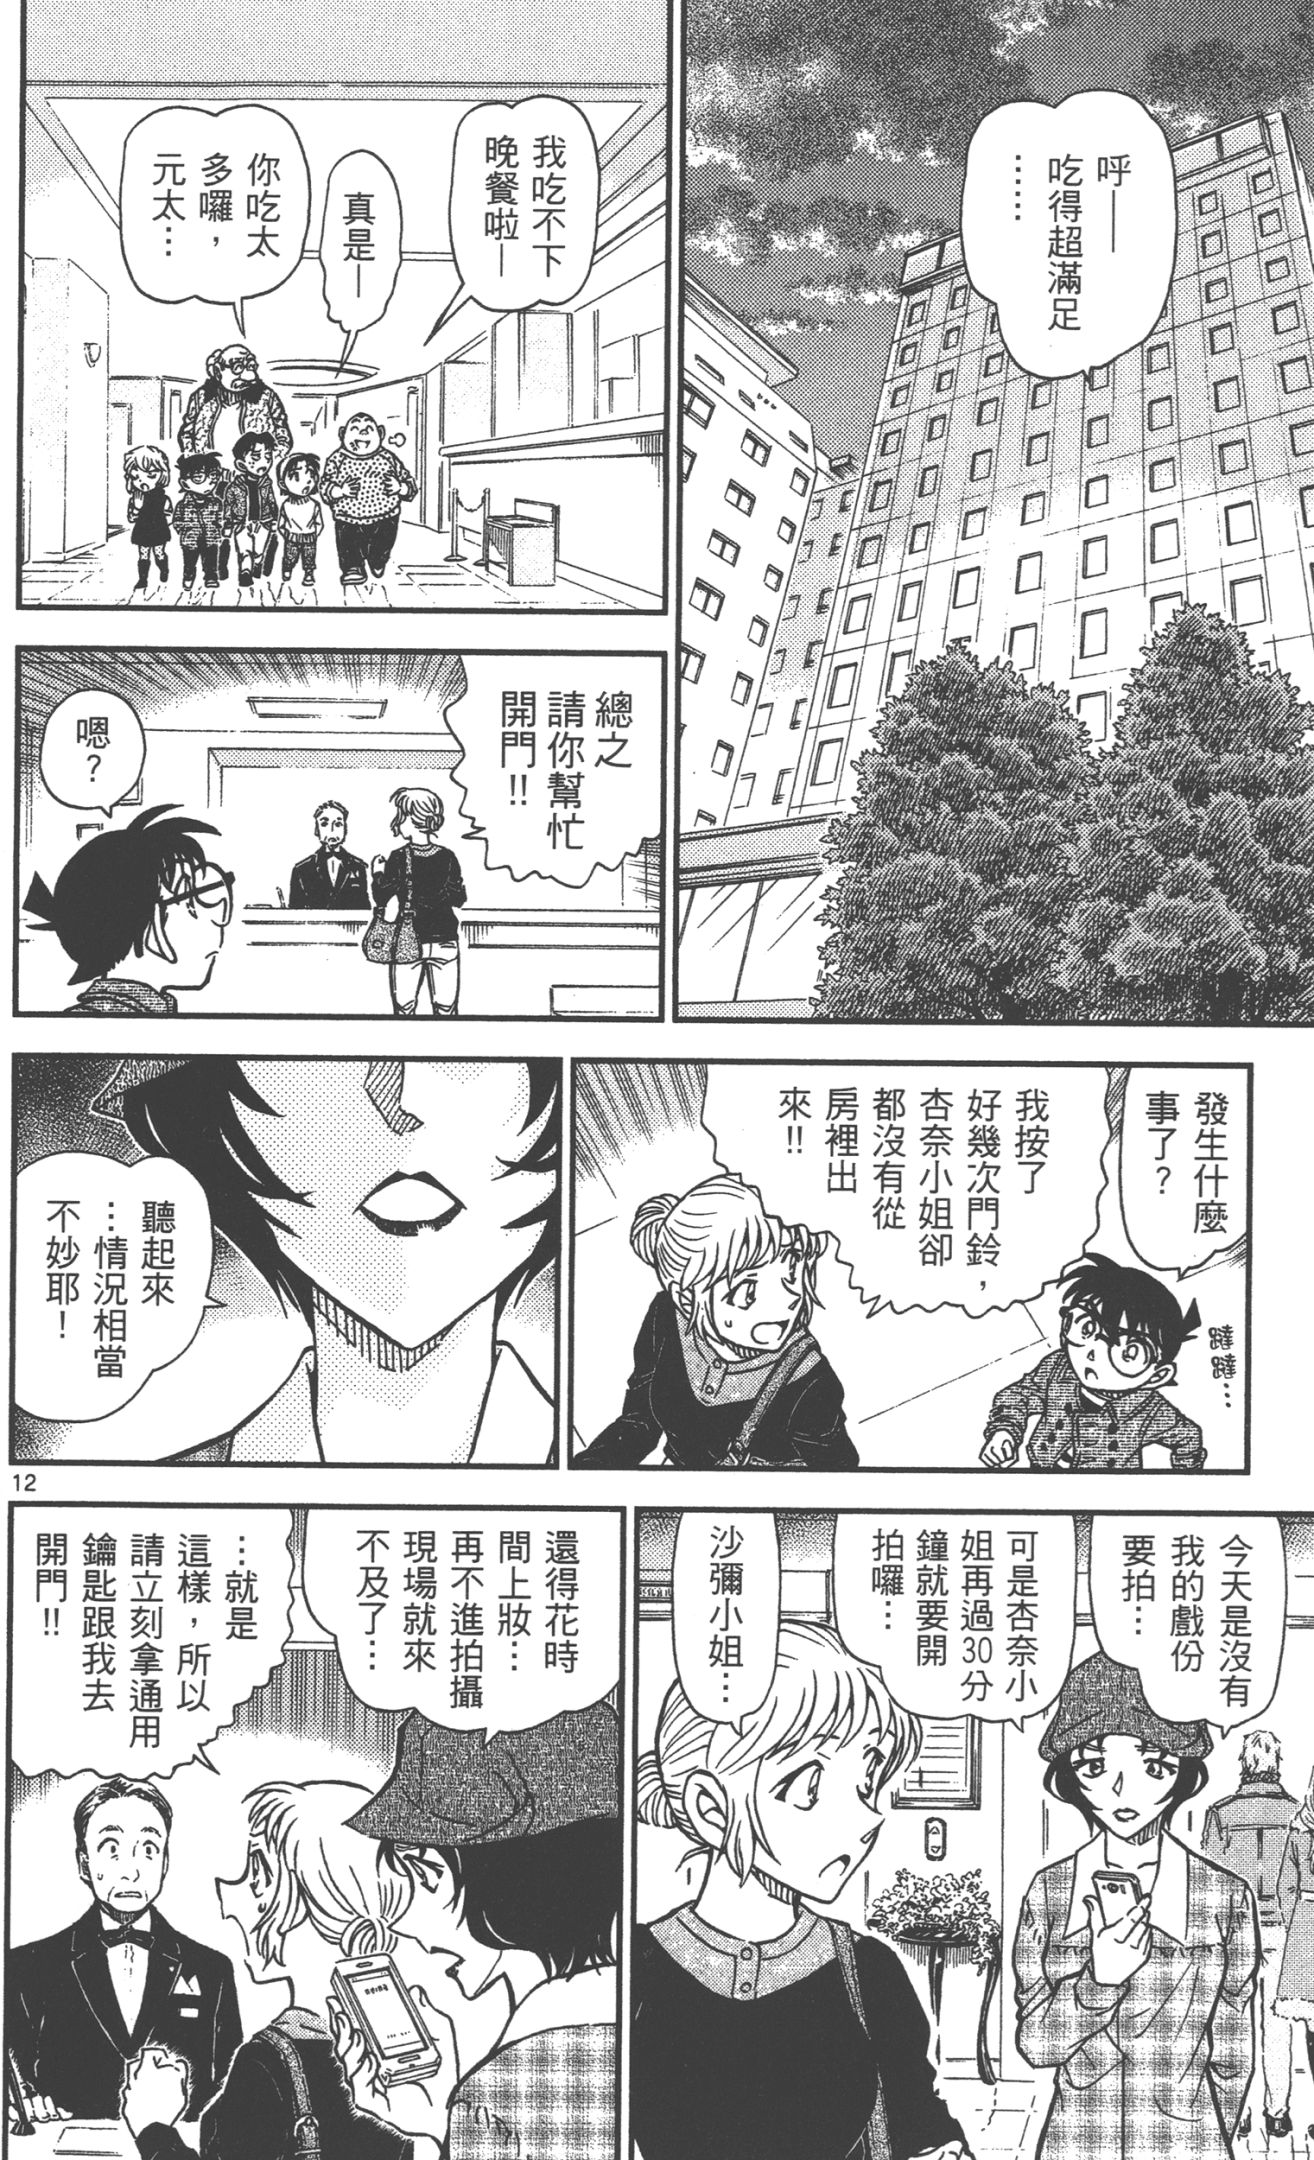 呼——
吃得超滿足
……
我吃不下
晚餐啦—
真是—
你吃太
多囉，
元太…
總之
請你幫忙
開門!!
嗯？
發生什麼
事了？
躂躂…
我按了
好幾次門鈴，
杏奈小姐卻
都沒有從
房裡出
來!!
聽起來
…情況相當
不妙耶！
12
今天是沒有
我的戲份
要拍…
可是杏奈小
姐再過30分
鐘就要開
拍囉…
沙彌小姐…
還得花時
間上妝…
再不進拍攝
現場就來
不及了…
…就是
這樣，所以
請立刻拿通用
鑰匙跟我去
開門!!